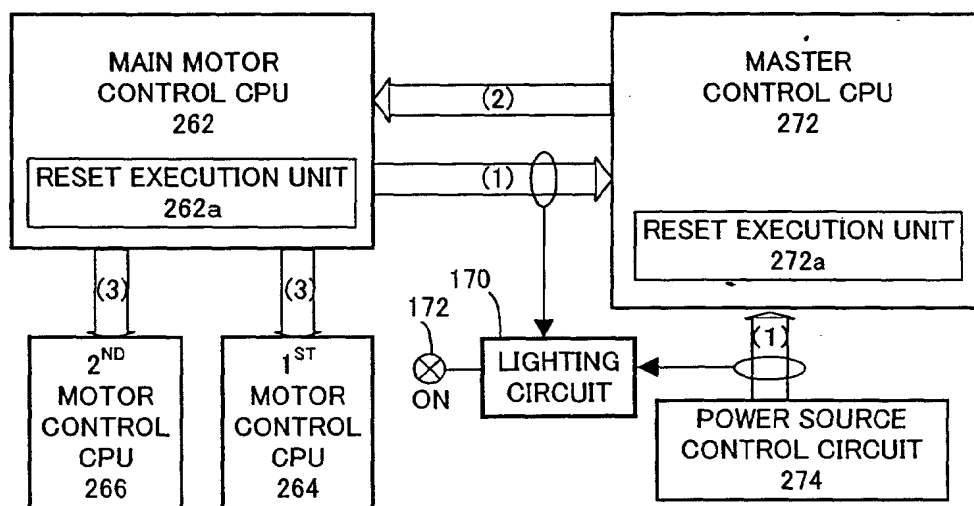 MAIN MOTOR
CONTROL CPU
262
RESET EXECUTION UNIT
262a
(2)
(1)
MASTER
CONTROL CPU
272
RESET EXECUTION UNIT
272a
(3)
(3)
2ND
MOTOR
CONTROL
CPU
266
1ST
MOTOR
CONTROL
CPU
264
172
170
ON
LIGHTING
CIRCUIT
(1)
POWER SOURCE
CONTROL CIRCUIT
274